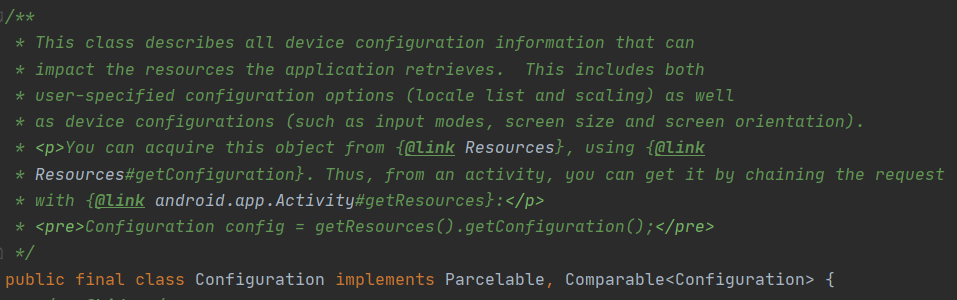 /**
 * This class describes all device configuration information that can
 * impact the resources the application retrieves.  This includes both
 * user-specified configuration options (locale list and scaling) as well
 * as device configurations (such as input modes, screen size and screen orientation).
 * <p>You can acquire this object from {@link Resources}, using {@link
 * Resources#getConfiguration}. Thus, from an activity, you can get it by chaining the request
 * with {@link android.app.Activity#getResources}:</p>
 * <pre>Configuration config = getResources().getConfiguration();</pre>
 */
public final class Configuration implements Parcelable, Comparable<Configuration> {